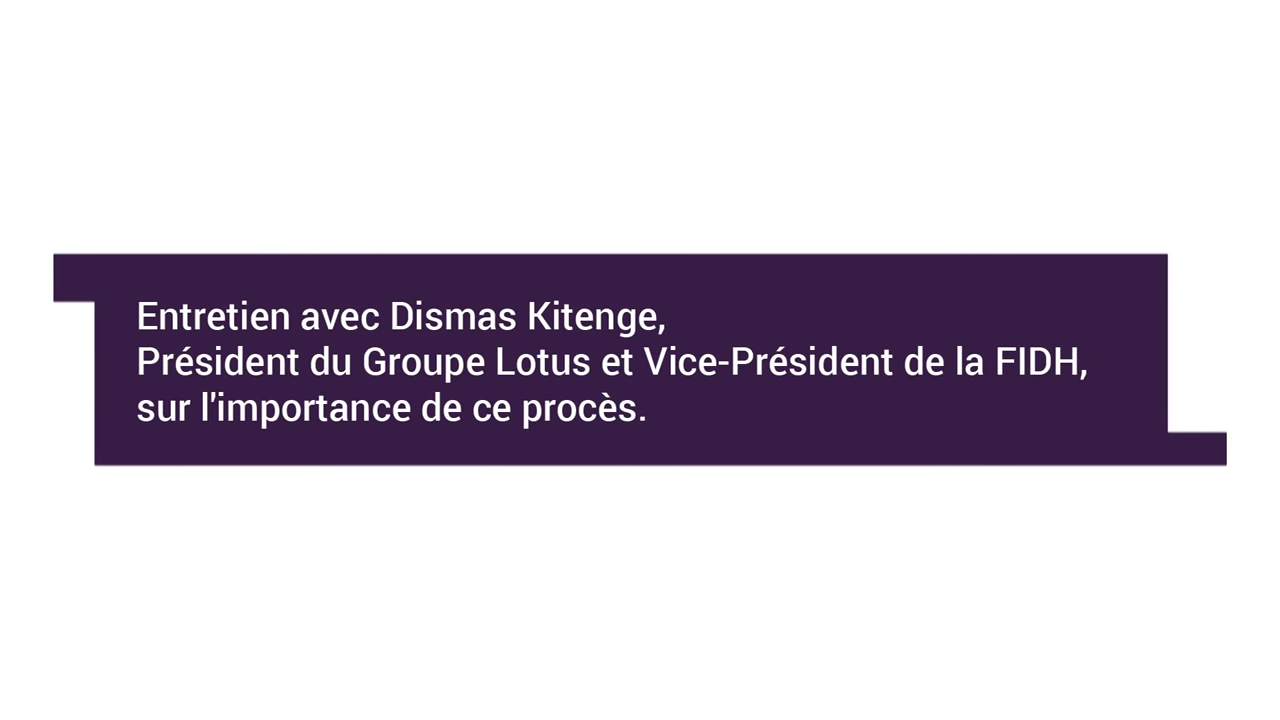 Entretien avec Dismas Kitenge,
Président du Groupe Lotus et Vice-Président de la FIDH,
sur l'importance de ce procès.